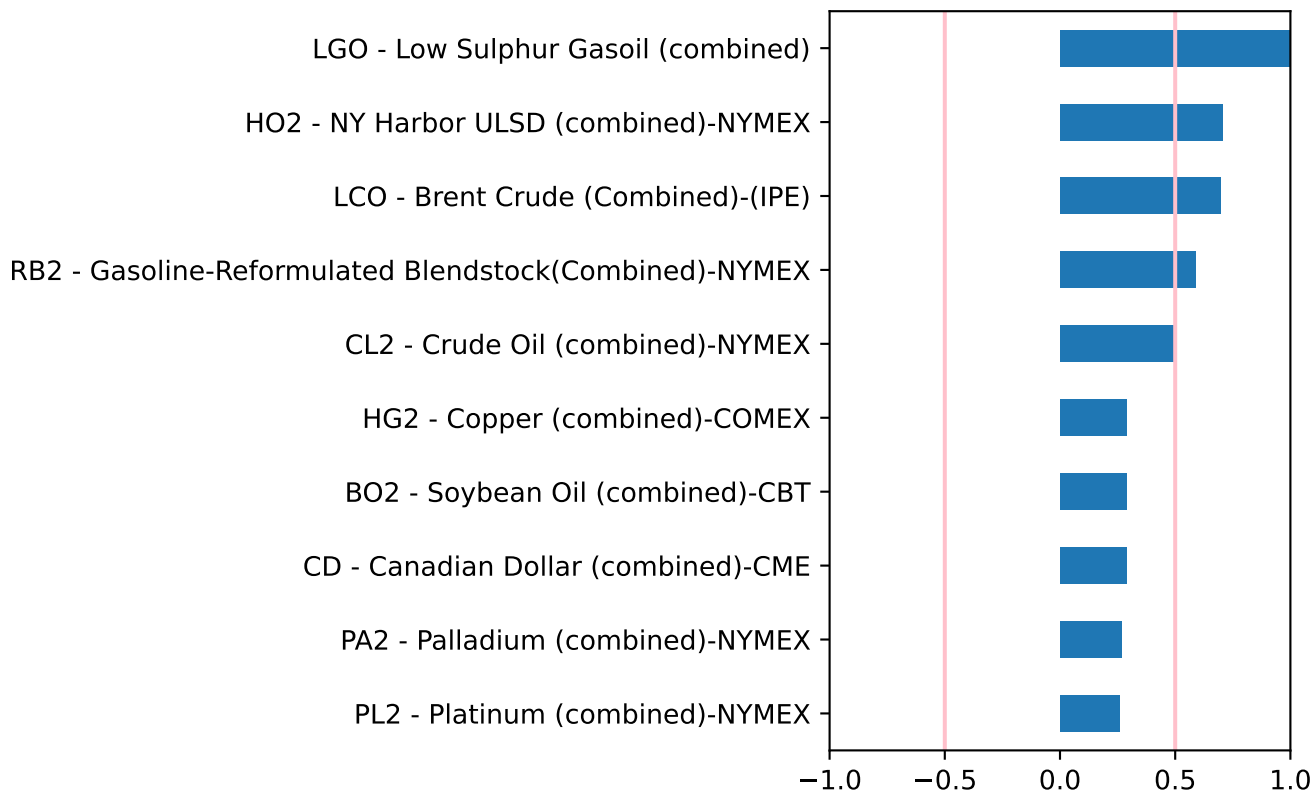 LGO - Low Sulphur Gasoil (combined)
HO2 - NY Harbor ULSD (combined)-NYMEX
LCO - Brent Crude (Combined)-(IPE)
RB2 - Gasoline-Reformulated Blendstock(Combined)-NYMEX
CL2 - Crude Oil (combined)-NYMEX
HG2 - Copper (combined)-COMEX
BO2 - Soybean Oil (combined)-CBT
CD - Canadian Dollar (combined)-CME
PA2 - Palladium (combined)-NYMEX
PL2 - Platinum (combined)-NYMEX
−1.0 −0.5 0.0 0.5 1.0